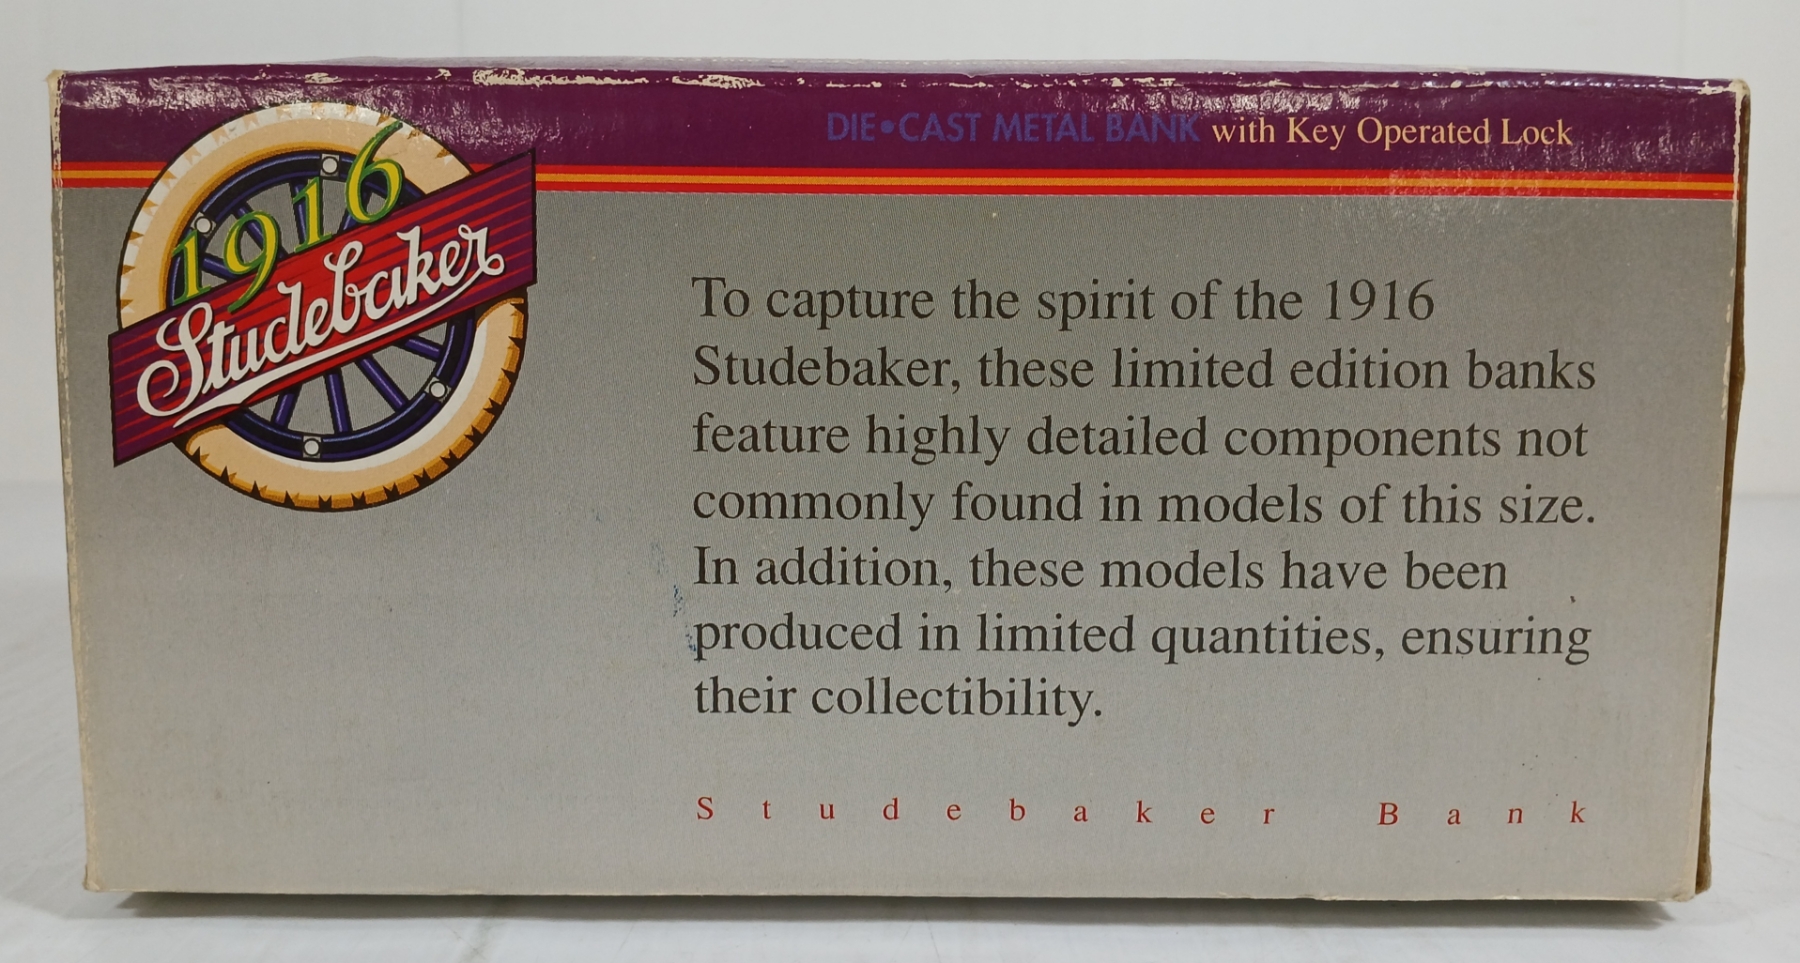 DIE•CAST METAL BANK with Key Operated Lock
1916
Studebaker
To capture the spirit of the 1916
Studebaker, these limited edition banks
feature highly detailed components not
commonly found in models of this size.
In addition, these models have been
produced in limited quantities, ensuring
their collectibility.
Studebaker Bank